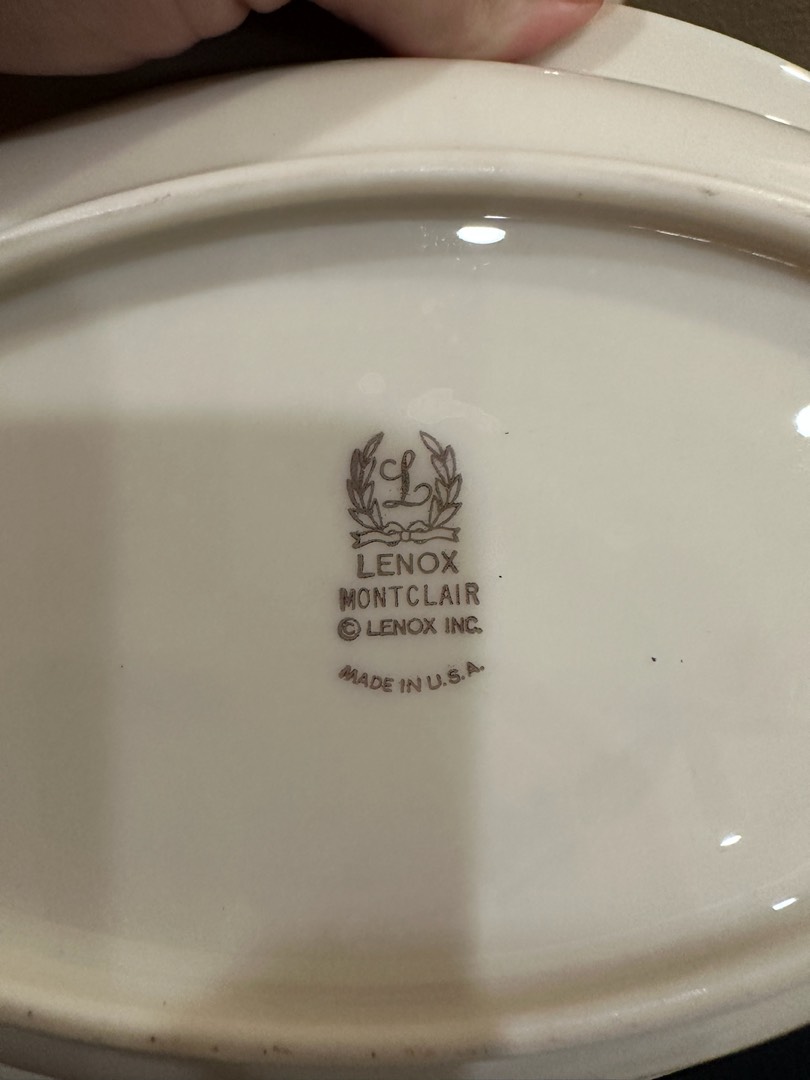 L
LENOX
MONTCLAIR
© LENOX INC.
MADE IN U.S.A.